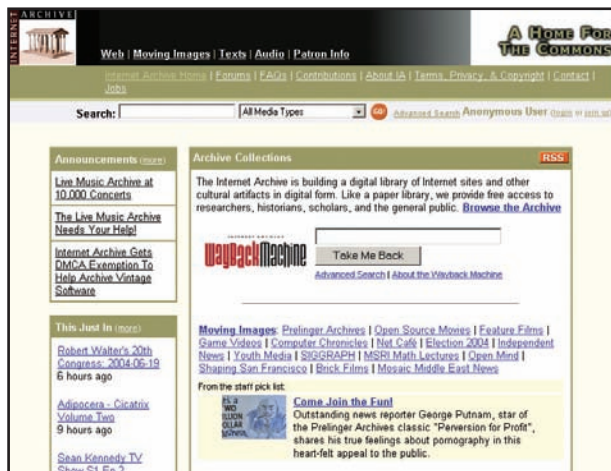 INTERNET ARCHIVE
Web | Moving Images | Texts | Audio | Patron Info
A HOME FOR
THE COMMONS
Internet Archive Home | Forums | FAQs | Contributions | About IA | Terms, Privacy, & Copyright | Contact |
Jobs
Search: All Media Types GO! Advanced Search Anonymous User (login or join us)
Announcements (more)
Live Music Archive at
10,000 Concerts
The Live Music Archive
Needs Your Help!
Internet Archive Gets
DMCA Exemption To
Help Archive Vintage
Software
This Just In (more)
Robert Walter's 20th
Congress: 2004-06-19
6 hours ago
Adipocera - Cicatrix
Volume Two
9 hours ago
Sean Kennedy TV
Show S1 Ep 2
Archive Collections RSS
The Internet Archive is building a digital library of Internet sites and other
cultural artifacts in digital form. Like a paper library, we provide free access to
researchers, historians, scholars, and the general public. Browse the Archive
INTERNET ARCHIVE
WayBackMachine
Take Me Back
Advanced Search | About the Wayback Machine
Moving Images: Prelinger Archives | Open Source Movies | Feature Films |
Game Videos | Computer Chronicles | Net Café | Election 2004 | Independent
News | Youth Media | SIGGRAPH | MSRI Math Lectures | Open Mind |
Shaping San Francisco | Brick Films | Mosaic Middle East News
From the staff pick list:
Come Join the Fun!
Outstanding news reporter George Putnam, star of
the Prelinger Archives classic "Perversion for Profit",
shares his true feelings about pornography in this
heart-felt appeal to the public.